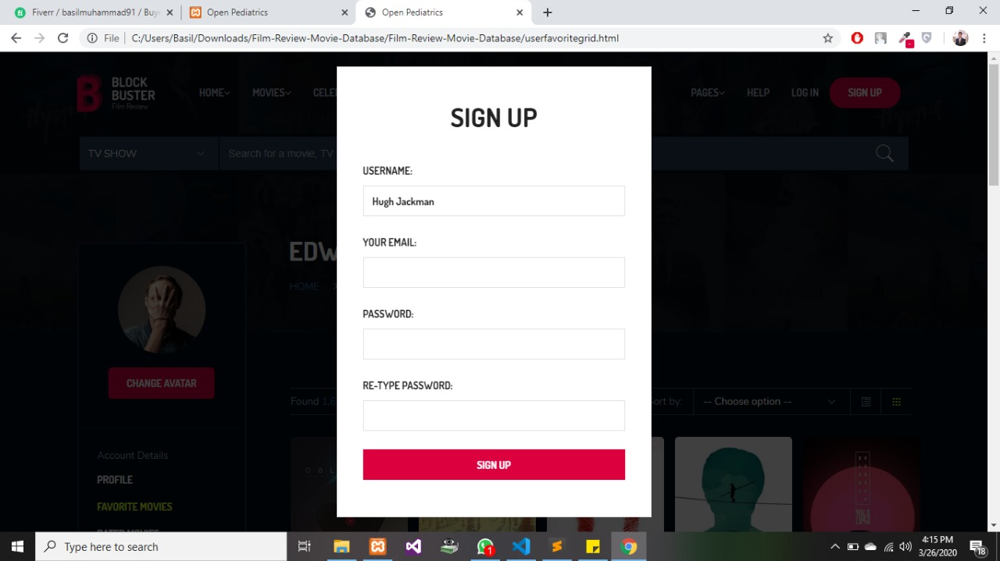 Fiverr / basilmuhammad91 / Buy
Open Pediatrics
Open Pediatrics
File
C:/Users/Basil/Downloads/Film-Review-Movie-Database/Film-Review-Movie-Database/userfavoritegrid.html
BLOCK
BUSTER
Film Review
HOME
MOVIES
CELE
PAGES
HELP
LOG IN
SIGN UP
TV SHOW
Search for a movie, TV
SIGN UP
USERNAME:
Hugh Jackman
YOUR EMAIL:
PASSWORD:
RE-TYPE PASSWORD:
SIGN UP
EDW
HOME
CHANGE AVATAR
Found 1,6
Sort by:
-- Choose option --
Account Details
PROFILE
FAVORITE MOVIES
RATED MOVIES
2049
Type here to search
1
4:15 PM
3/26/2020
18